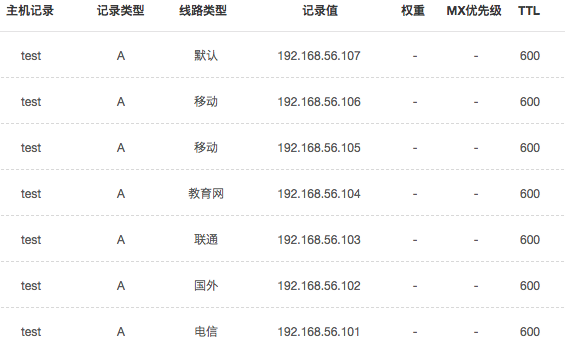 主机记录 记录类型 线路类型 记录值 权重 MX优先级 TTL
test A 默认 192.168.56.107 - - 600
test A 移动 192.168.56.106 - - 600
test A 移动 192.168.56.105 - - 600
test A 教育网 192.168.56.104 - - 600
test A 联通 192.168.56.103 - - 600
test A 国外 192.168.56.102 - - 600
test A 电信 192.168.56.101 - - 600